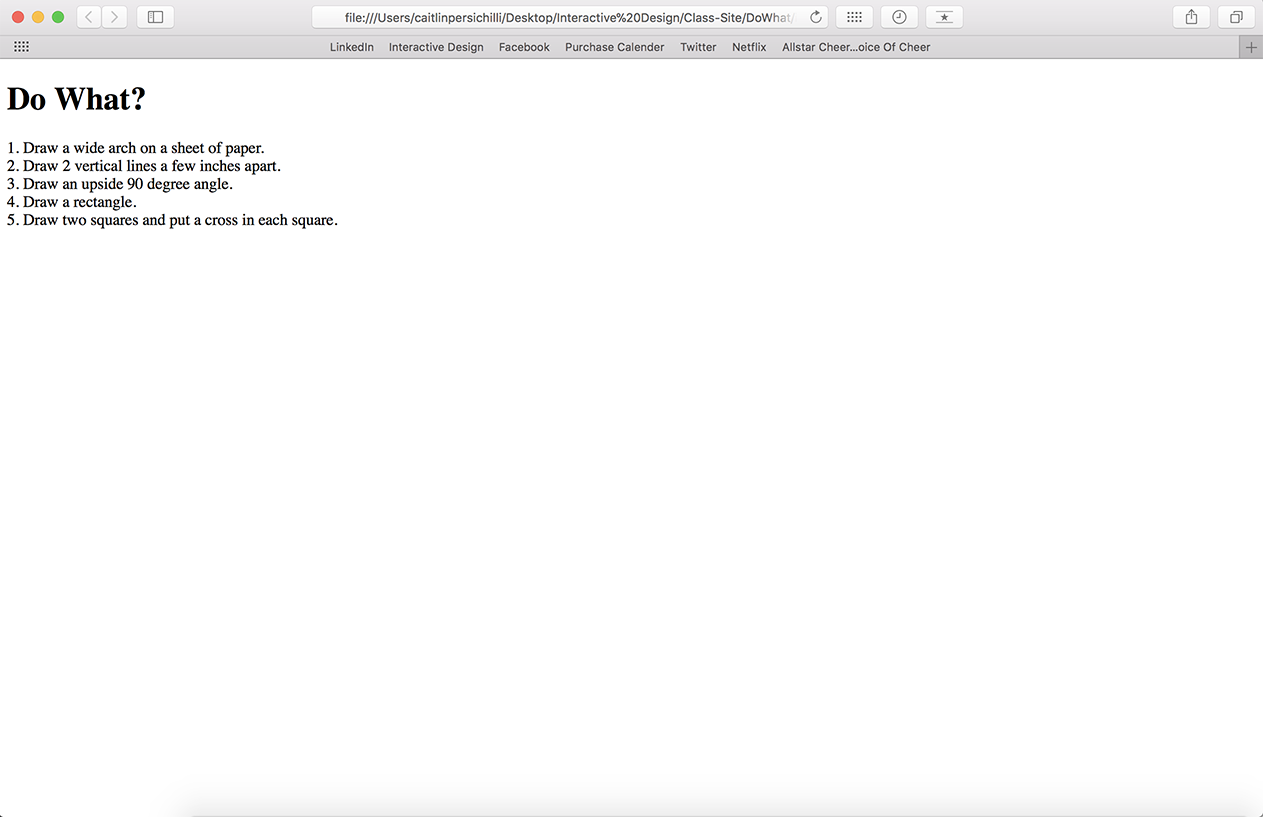 file:///Users/caitlinpersichilli/Desktop/Interactive%20Design/Class-Site/DoWhat/
LinkedIn Interactive Design Facebook Purchase Calender Twitter Netflix Allstar Cheer...oice Of Cheer
Do What?
1. Draw a wide arch on a sheet of paper.
2. Draw 2 vertical lines a few inches apart.
3. Draw an upside 90 degree angle.
4. Draw a rectangle.
5. Draw two squares and put a cross in each square.